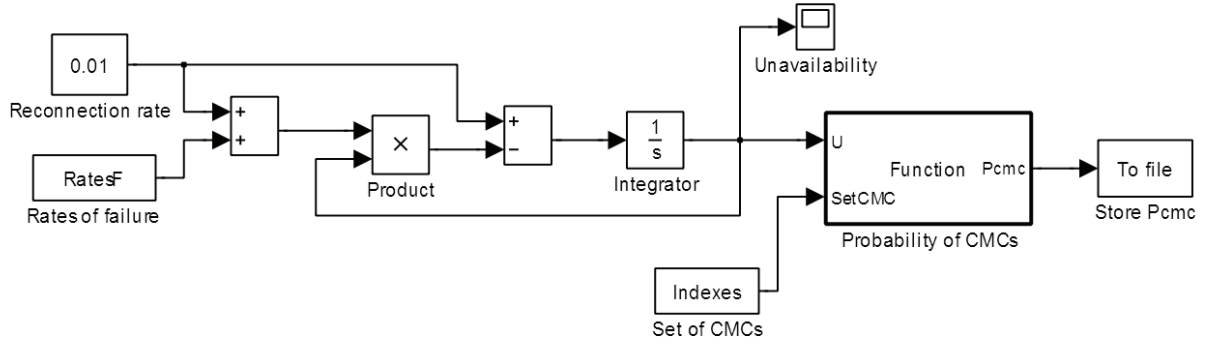 0.01
Reconnection rate
+
+
RatesF
Rates of failure
×
Product
+
−
1
s
Integrator
Unavailability
U
SetCMC
Function
Pcmc
Probability of CMCs
To file
Store Pcmc
Indexes
Set of CMCs